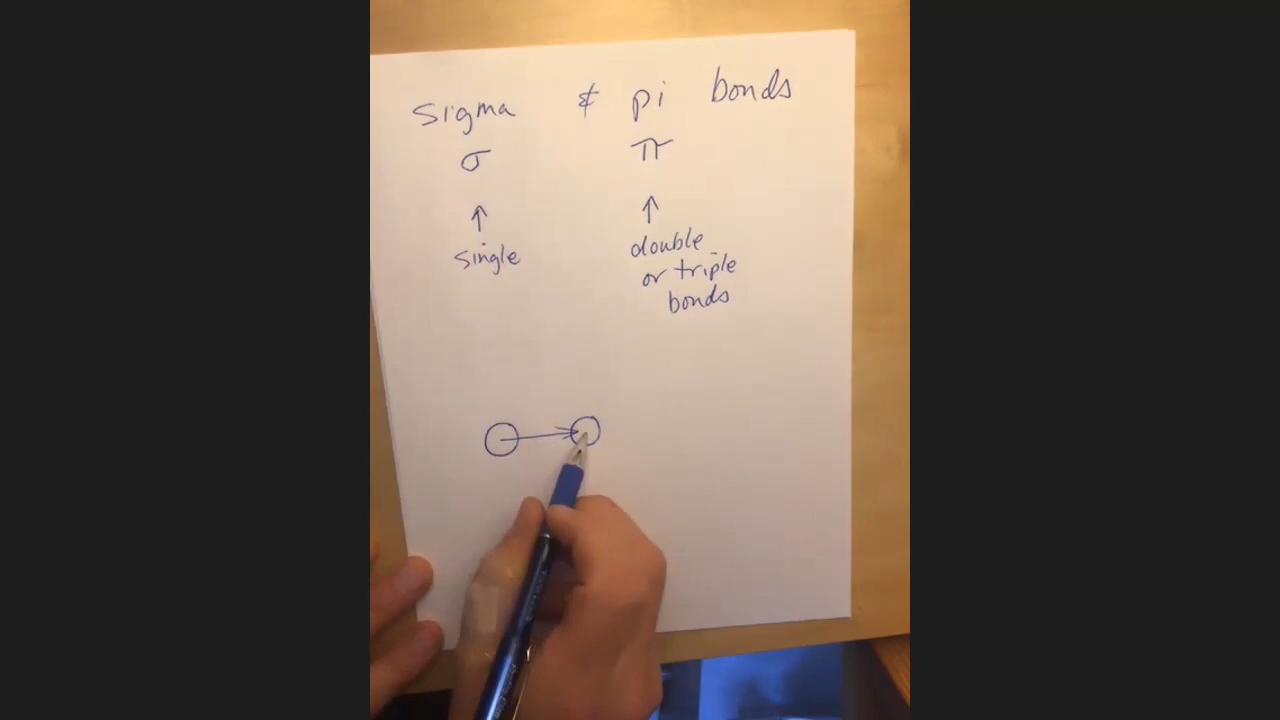 Sigma & pi bonds
σ π
↑ ↑
single double
or triple
bonds